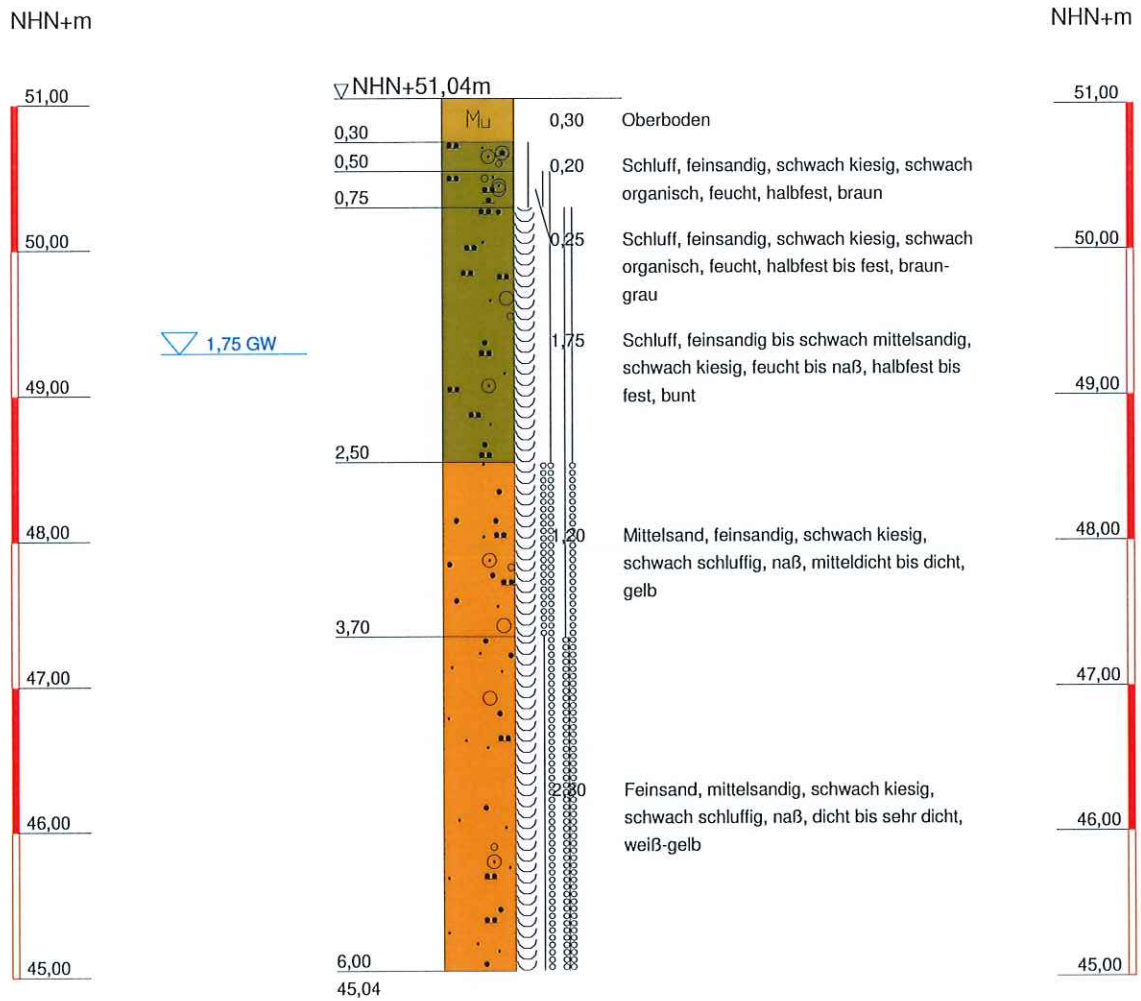 NHN+m
NHN+m
NHN+51,04m
51,00
51,00
Mu
0,30
0,30
Oberboden
0,50
0,20
Schluff, feinsandig, schwach kiesig, schwach
organisch, feucht, halbfest, braun
0,75
50,00
50,00
0,25
Schluff, feinsandig, schwach kiesig, schwach
organisch, feucht, halbfest bis fest, braun-
grau
1,75 GW
1,75
Schluff, feinsandig bis schwach mittelsandig,
schwach kiesig, feucht bis naß, halbfest bis
fest, bunt
49,00
49,00
2,50
48,00
48,00
1,20
Mittelsand, feinsandig, schwach kiesig,
schwach schluffig, naß, mitteldicht bis dicht,
gelb
3,70
47,00
47,00
2,30
Feinsand, mittelsandig, schwach kiesig,
schwach schluffig, naß, dicht bis sehr dicht,
weiß-gelb
46,00
46,00
6,00
45,04
45,00
45,00